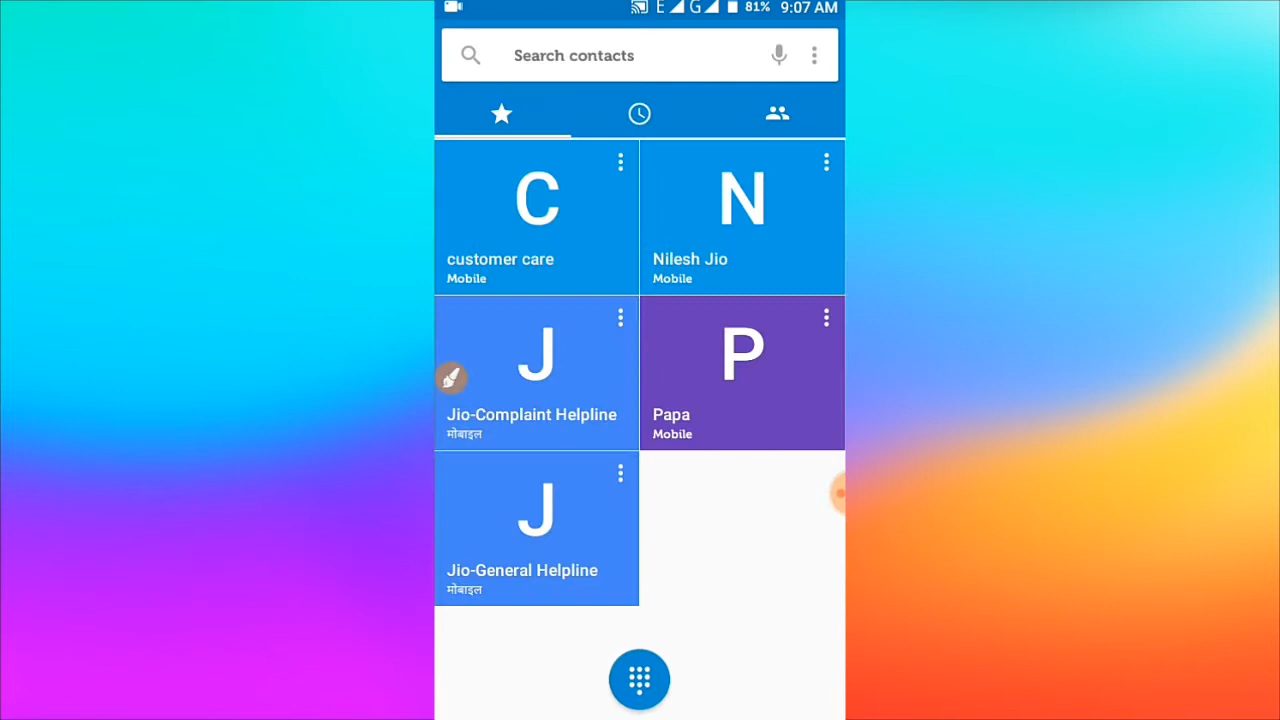 E G 81% 9:07 AM
Search contacts
C
customer care
Mobile
N
Nilesh Jio
Mobile
J
Jio-Complaint Helpline
मोबाइल
P
Papa
Mobile
J
Jio-General Helpline
मोबाइल